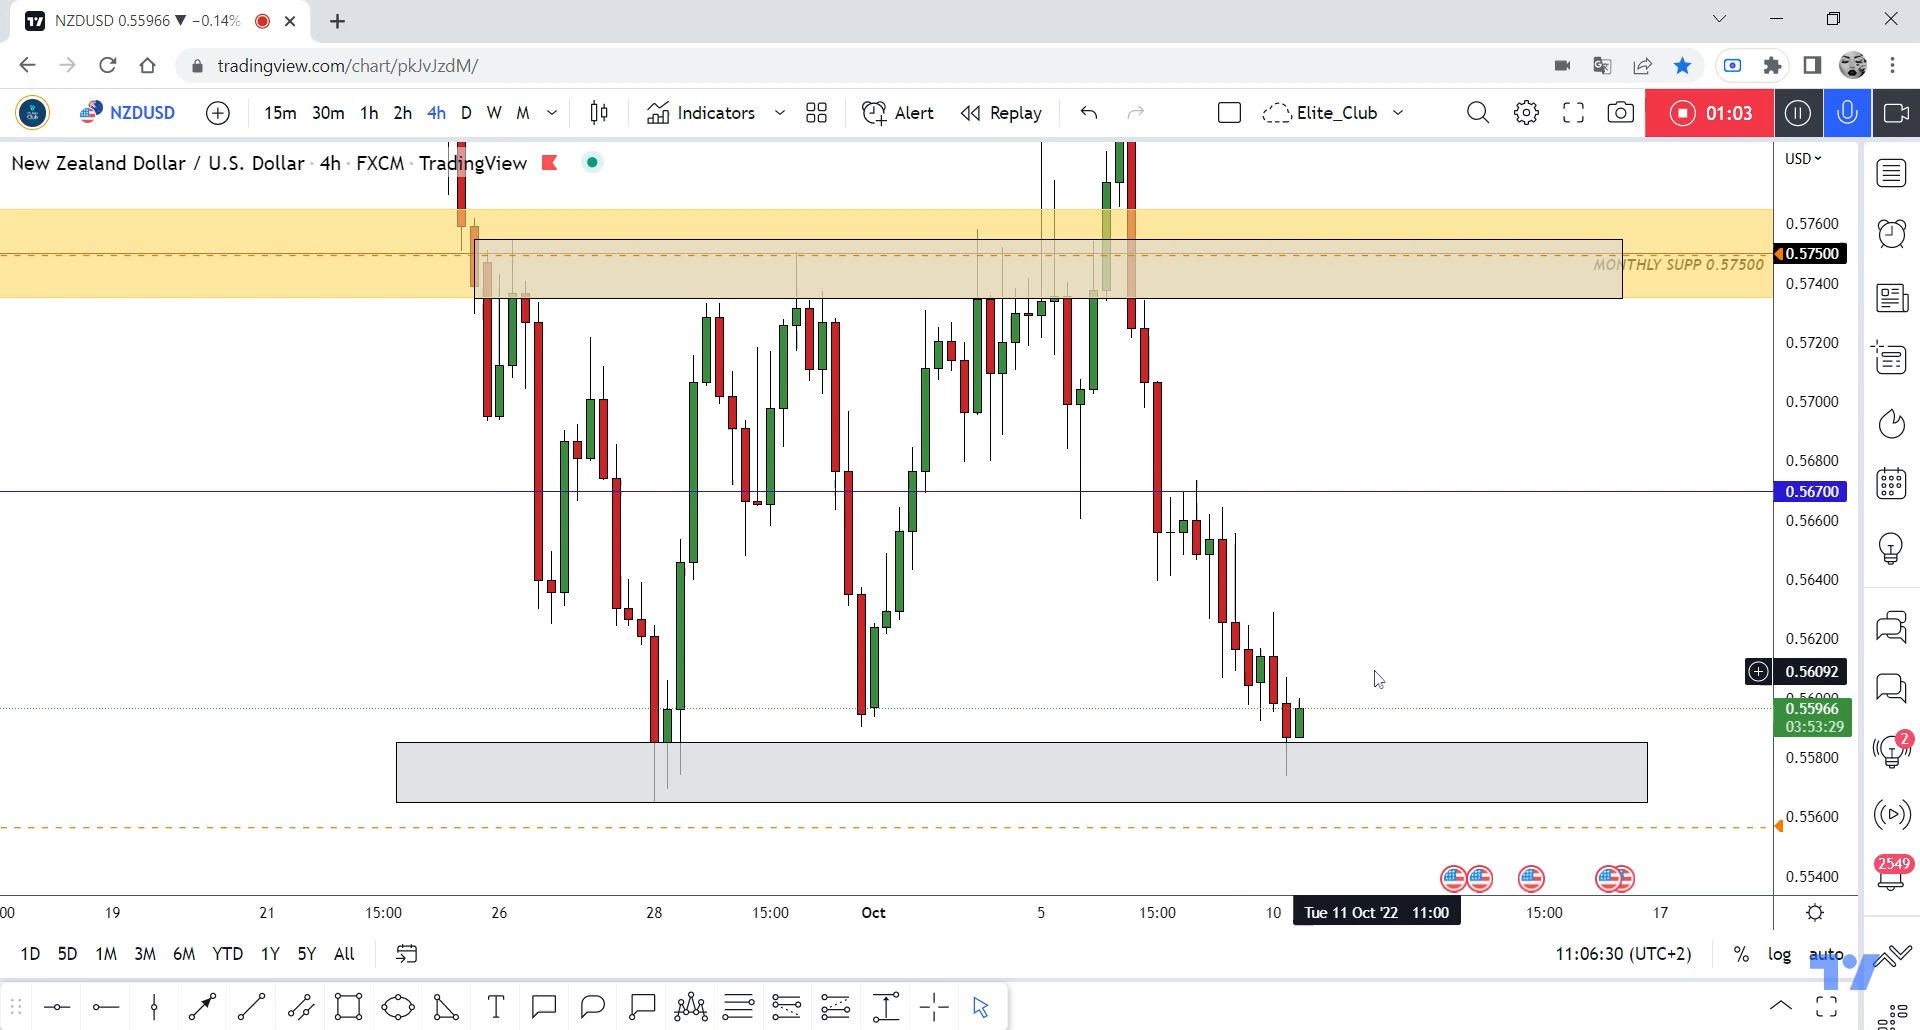 NZDUSD 0.55966 ▼ −0.14%
tradingview.com/chart/pkJvJzdM/
NZDUSD 15m 30m 1h 2h 4h D W M Indicators Alert Replay Elite_Club 01:03
New Zealand Dollar / U.S. Dollar · 4h · FXCM · TradingView
USD
0.57600
0.57500
MONTHLY SUPP 0.57500
0.57400
0.57200
0.57000
0.56800
0.56700
0.56600
0.56400
0.56200
0.56092
0.56000
0.55966
03:53:29
2
0.55800
0.55600
2549
0.55400
19 21 15:00 26 28 15:00 Oct 5 15:00 10 Tue 11 Oct '22 11:00 15:00 17
1D 5D 1M 3M 6M YTD 1Y 5Y All 11:06:30 (UTC+2) % log auto
T